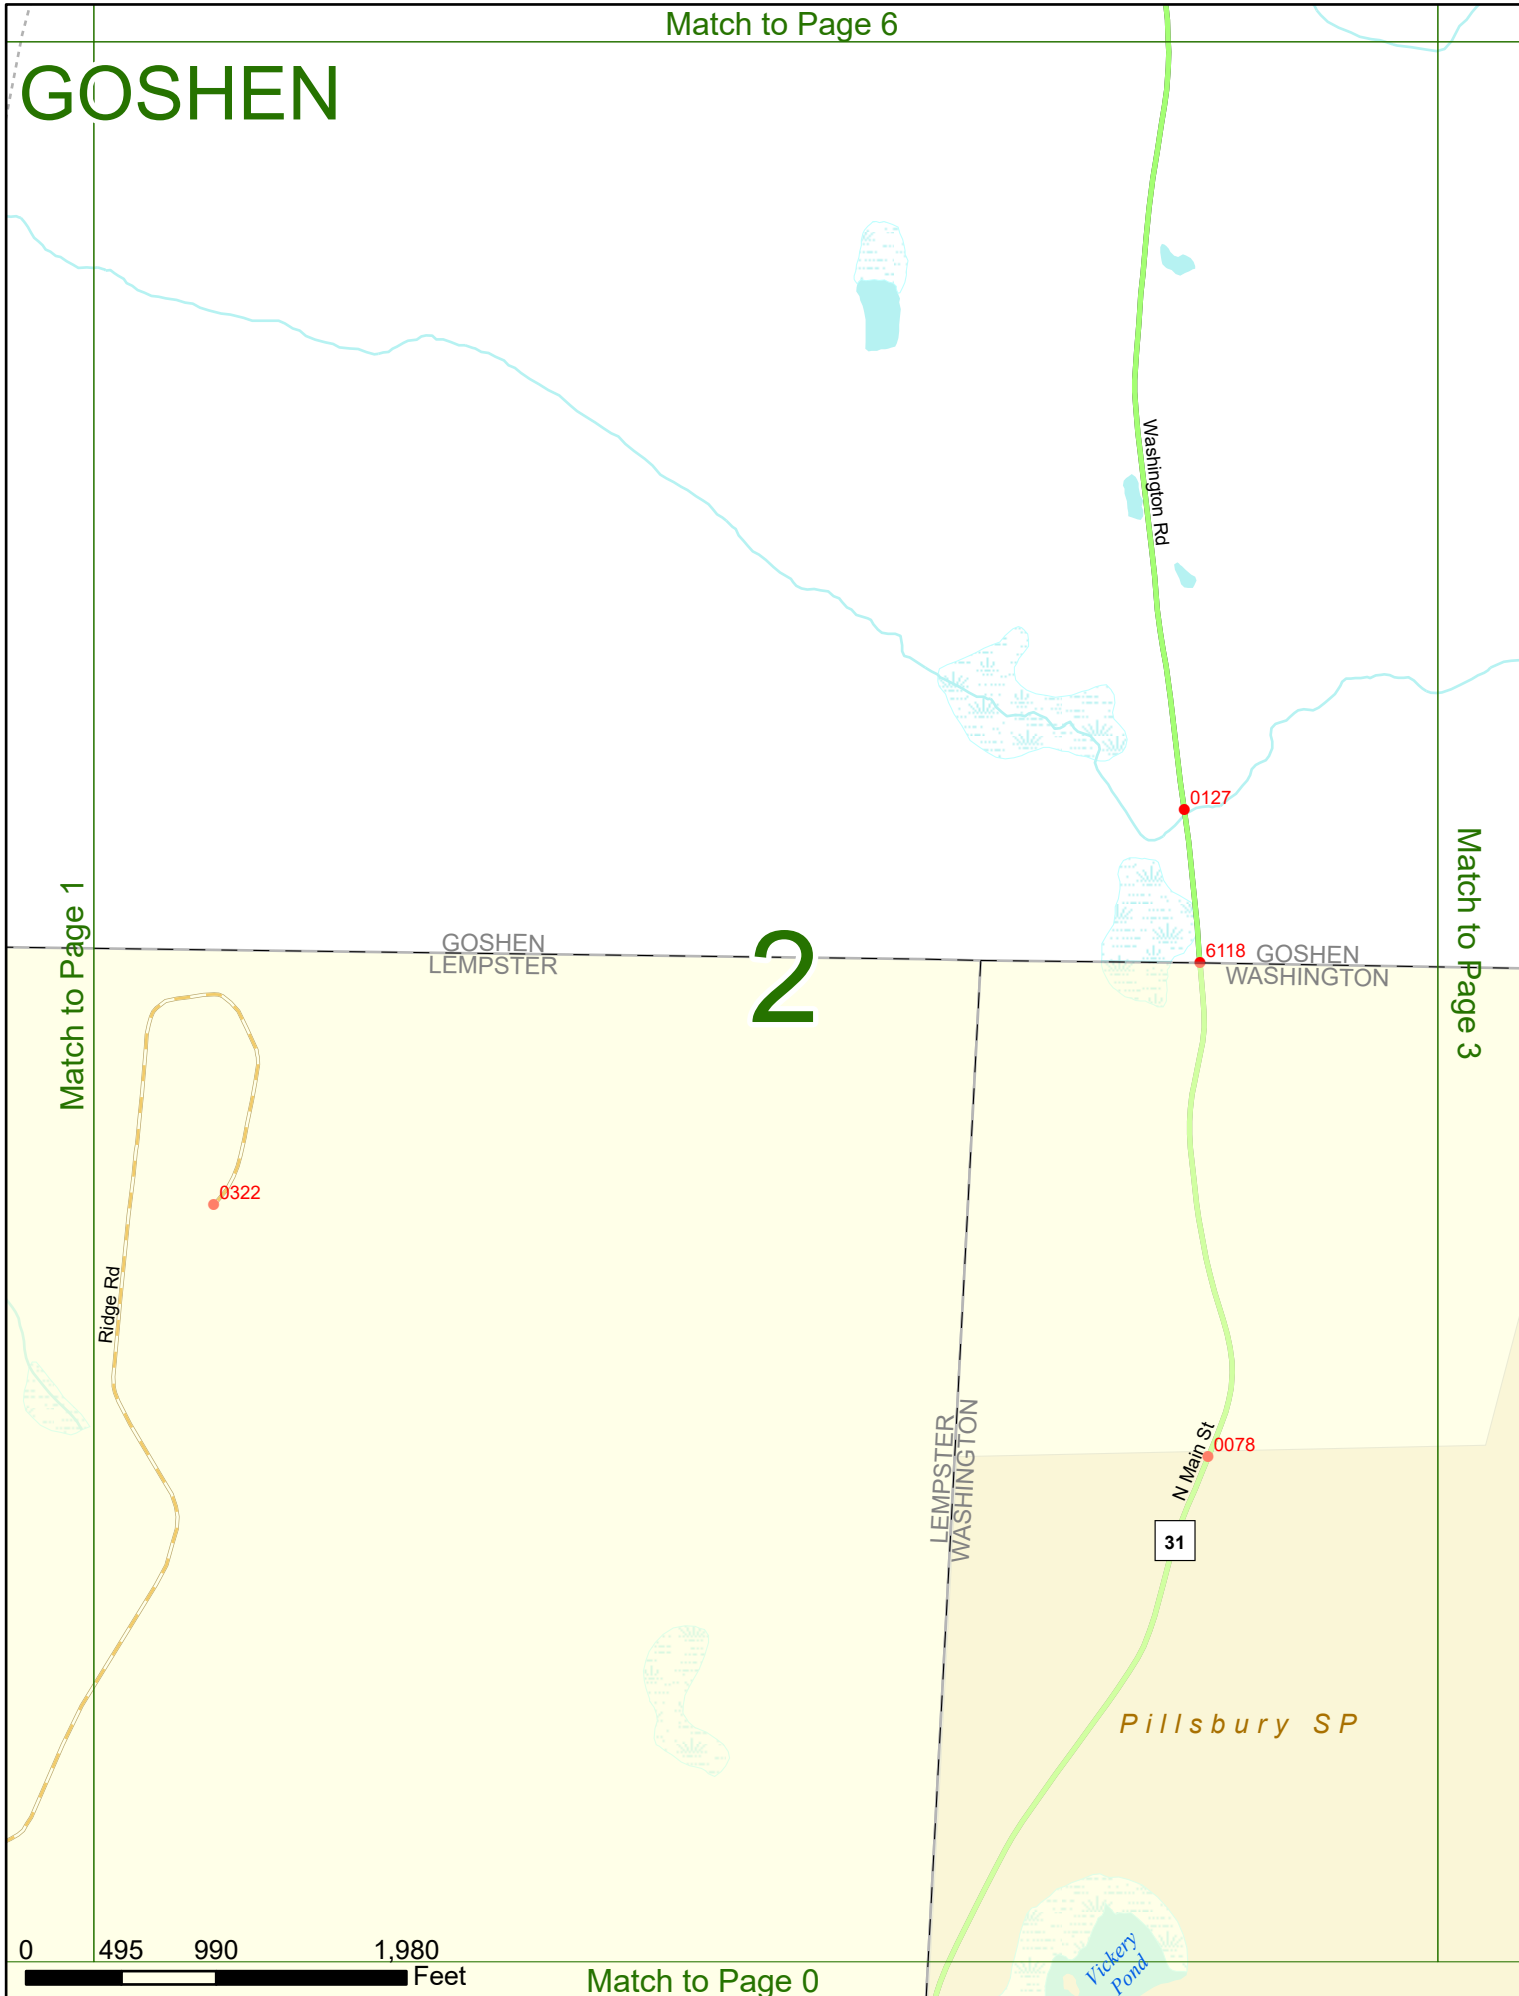 Match to Page 6
GOSHEN
Washington Rd
0127
Match to Page 1
Match to Page 3
GOSHEN
LEMPSTER
2
6118
GOSHEN
WASHINGTON
0322
Ridge Rd
LEMPSTER
WASHINGTON
N Main St
0078
31
Pillsbury SP
Vickery
Pond
0 495 990 1,980
Feet
Match to Page 0